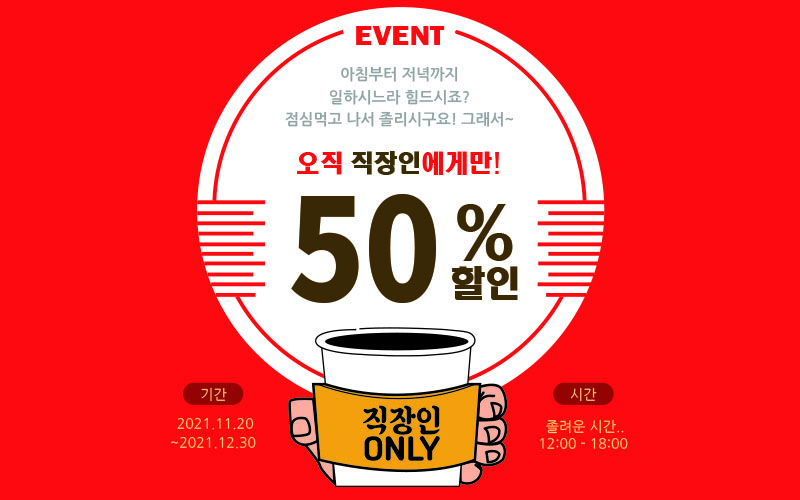 EVENT
아침부터 저녁까지
일하시느라 힘드시죠?
점심먹고 나서 졸리시구요! 그래서~
오직 직장인에게만!
50 %
할인
직장인
ONLY
기간
2021.11.20
~2021.12.30
시간
졸려운 시간..
12:00 - 18:00